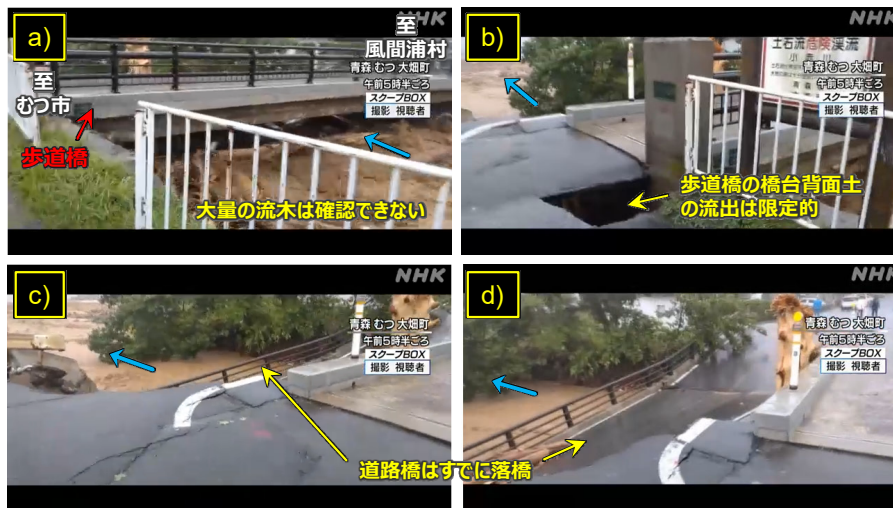 a)
NHK
至
風間浦村
青森 むつ 大畑町
午前5時半ごろ
スクープBOX
撮影 視聴者
至
むつ市
歩道橋
大量の流木は確認できない
b)
NHK
土石流危険渓流
青森 むつ 大畑町
午前5時半ごろ
スクープBOX
撮影 視聴者
歩道橋の橋台背面土
の流出は限定的
c)
NHK
青森 むつ 大畑町
午前5時半ごろ
スクープBOX
撮影 視聴者
d)
NHK
青森 むつ 大畑町
午前5時半ごろ
スクープBOX
撮影 視聴者
道路橋はすでに落橋